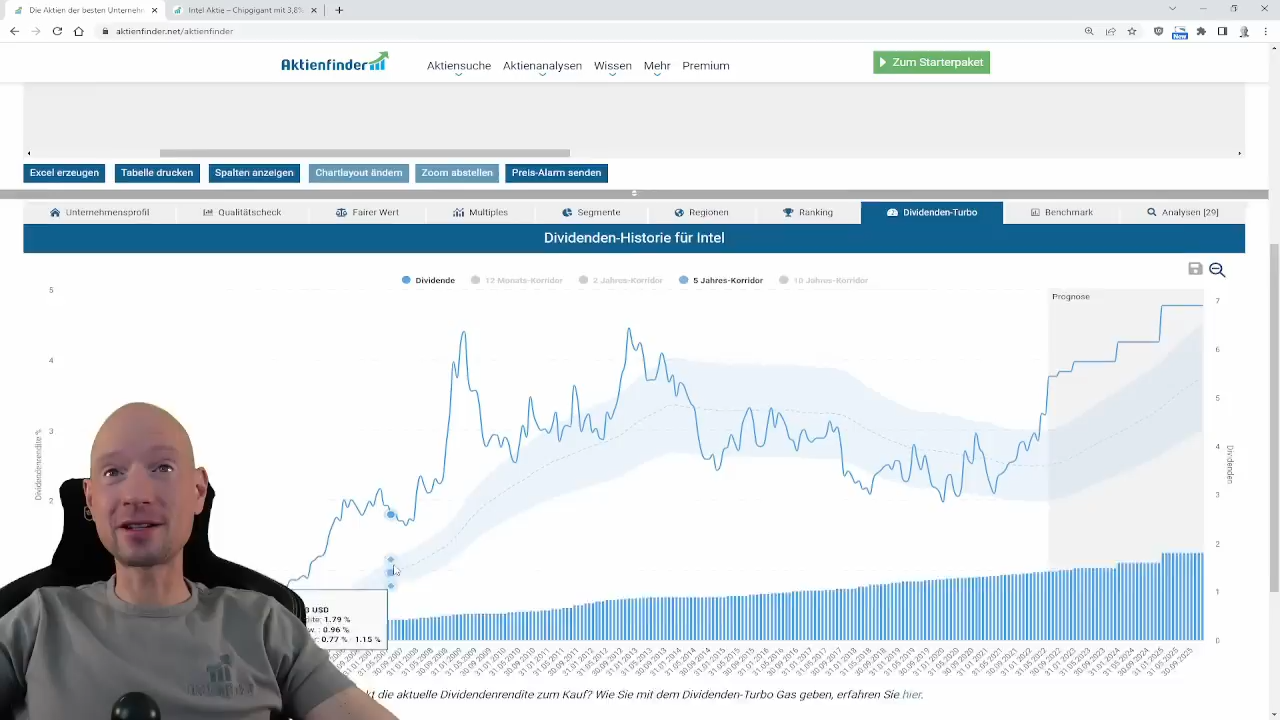 Die Aktien der besten Unterneh
Intel Aktie – Chipgigant mit 3,8%
aktienfinder.net/aktienfinder
New
Aktienfinder
Aktiensuche
Aktienanalysen
Wissen
Mehr
Premium
Zum Starterpaket
Excel erzeugen
Tabelle drucken
Spalten anzeigen
Chartlayout ändern
Zoom abstellen
Preis-Alarm senden
Unternehmensprofil
Qualitätscheck
Fairer Wert
Multiples
Segmente
Regionen
Ranking
Dividenden-Turbo
Benchmark
Analysen [29]
Dividenden-Historie für Intel
Dividende
12 Monats-Korridor
2 Jahres-Korridor
5 Jahres-Korridor
10 Jahres-Korridor
5
4
3
2
Dividendenrendite %
Prognose
7
6
5
4
3
2
1
0
Dividenden
USD
dite: 1.79 %
w. : 0.96 %
: 0.77 % 1.15 %
kt die aktuelle Dividendenrendite zum Kauf? Wie Sie mit dem Dividenden-Turbo Gas geben, erfahren Sie hier.